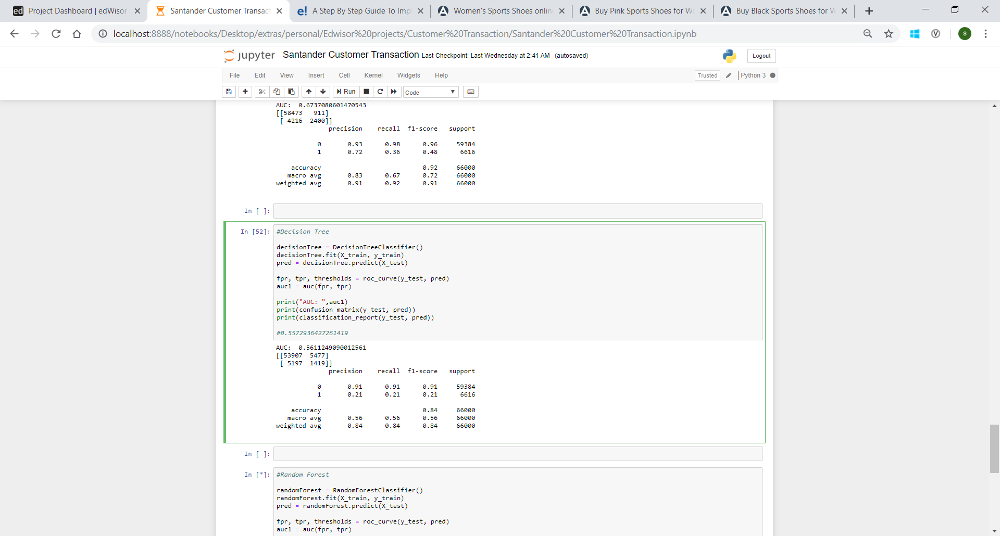 ed Project Dashboard | edWisor
Santander Customer Transact
e! A Step By Step Guide To Impl
Women's Sports Shoes online
Buy Pink Sports Shoes for Wo
Buy Black Sports Shoes for W
localhost:8888/notebooks/Desktop/extras/personal/Edwisor%20projects/Customer%20Transaction/Santander%20Customer%20Transaction.ipynb
S
jupyter Santander Customer Transaction Last Checkpoint: Last Wednesday at 2:41 AM (autosaved)
Logout
File Edit View Insert Cell Kernel Widgets Help
Trusted Python 3
Run Code
AUC:  0.6737080601470543
[[58473   911]
 [ 4216  2400]]
precision recall f1-score support
0 0.93 0.98 0.96 59384
1 0.72 0.36 0.48 6616
accuracy 0.92 66000
macro avg 0.83 0.67 0.72 66000
weighted avg 0.91 0.92 0.91 66000
In [ ]:
In [52]: #Decision Tree
decisionTree = DecisionTreeClassifier()
decisionTree.fit(X_train, y_train)
pred = decisionTree.predict(X_test)
fpr, tpr, thresholds = roc_curve(y_test, pred)
auc1 = auc(fpr, tpr)
print("AUC: ",auc1)
print(confusion_matrix(y_test, pred))
print(classification_report(y_test, pred))
#0.5572936427261419
AUC:  0.5611249090012561
[[53907  5477]
 [ 5197  1419]]
precision recall f1-score support
0 0.91 0.91 0.91 59384
1 0.21 0.21 0.21 6616
accuracy 0.84 66000
macro avg 0.56 0.56 0.56 66000
weighted avg 0.84 0.84 0.84 66000
In [ ]:
In [*]: #Random Forest
randomForest = RandomForestClassifier()
randomForest.fit(X_train, y_train)
pred = randomForest.predict(X_test)
fpr, tpr, thresholds = roc_curve(y_test, pred)
auc1 = auc(fpr, tpr)